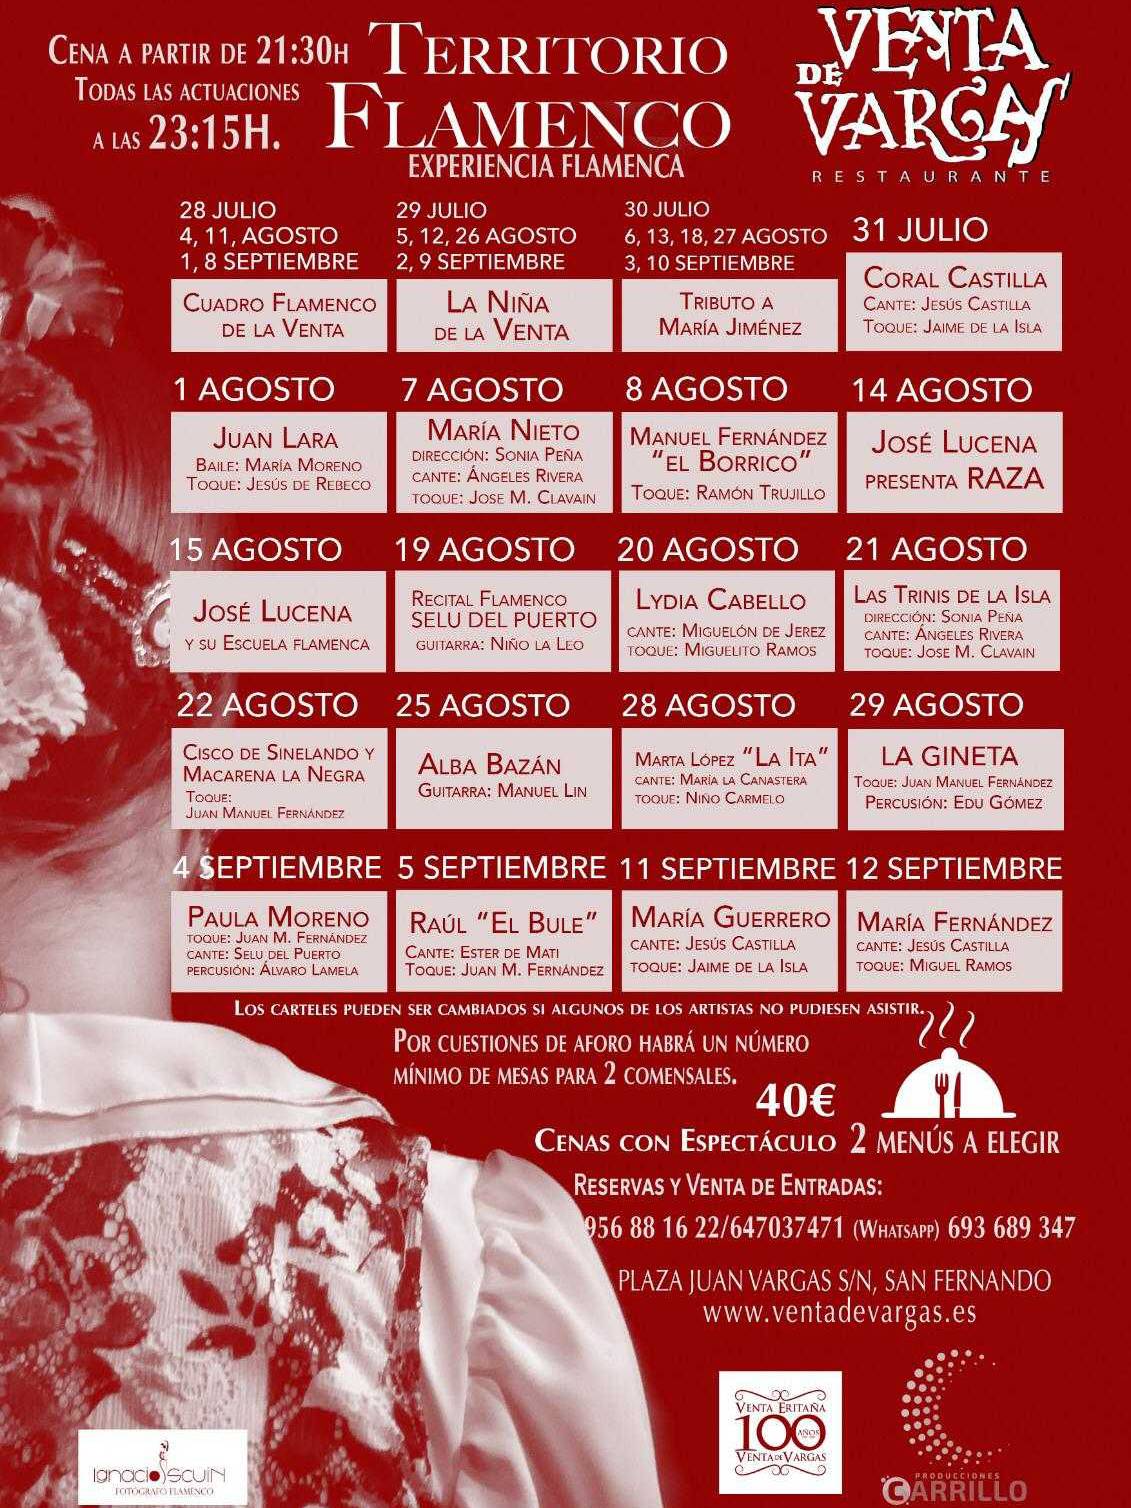 Cena a partir de 21:30h
Todas las actuaciones
a las 23:15H.
Territorio
Flamenco
EXPERIENCIA FLAMENCA
VENTA
DE
VARGAS
RESTAURANTE
28 JULIO
4, 11, AGOSTO
1, 8 SEPTIEMBRE
Cuadro Flamenco
de la Venta
29 JULIO
5, 12, 26 AGOSTO
2, 9 SEPTIEMBRE
La Niña
de la Venta
30 JULIO
6, 13, 18, 27 AGOSTO
3, 10 SEPTIEMBRE
Tributo a
María Jiménez
31 JULIO
Coral Castilla
Cante: Jesús Castilla
Toque: Jaime de la Isla
1 AGOSTO
Juan Lara
Baile: María Moreno
Toque: Jesús de Rebeco
7 AGOSTO
María Nieto
dirección: Sonia Peña
cante: Ángeles Rivera
toque: Jose M. Clavain
8 AGOSTO
Manuel Fernández
"el Borrico"
Toque: Ramón Trujillo
14 AGOSTO
José Lucena
presenta RAZA
15 AGOSTO
José Lucena
y su Escuela flamenca
19 AGOSTO
Recital Flamenco
SELU DEL PUERTO
guitarra: Niño la Leo
20 AGOSTO
Lydia Cabello
cante: Miguelón de Jerez
toque: Miguelito Ramos
21 AGOSTO
Las Trinis de la Isla
dirección: Sonia Peña
cante: Ángeles Rivera
toque: Jose M. Clavain
22 AGOSTO
Cisco de Sinelando y
Macarena la Negra
Toque:
Juan Manuel Fernández
25 AGOSTO
Alba Bazán
Guitarra: Manuel Lin
28 AGOSTO
Marta López "La Ita"
cante: María la Canastera
toque: Niño Carmelo
29 AGOSTO
LA GINETA
Toque: Juan Manuel Fernández
Percusión: Edu Gómez
4 SEPTIEMBRE
Paula Moreno
toque: Juan M. Fernández
cante: Selu del Puerto
percusión: Álvaro Lamela
5 SEPTIEMBRE
Raúl "El Bule"
Cante: Ester de Mati
Toque: Juan M. Fernández
11 SEPTIEMBRE
María Guerrero
cante: Jesús Castilla
toque: Jaime de la Isla
12 SEPTIEMBRE
María Fernández
cante: Jesús Castilla
toque: Miguel Ramos
Los carteles pueden ser cambiados si algunos de los artistas no pudiesen asistir.
Por cuestiones de aforo habrá un número
mínimo de mesas para 2 comensales.
40€
Cenas con Espectáculo 2 menús a elegir
Reservas y Venta de Entradas:
956 88 16 22/647037471 (Whatsapp) 693 689 347
PLAZA JUAN VARGAS S/N, SAN FERNANDO
www.ventadevargas.es
Ignacio Escuin
FOTÓGRAFO FLAMENCO
Venta Eritaña
100
AÑOS
Venta de Vargas
PRODUCCIONES
CARRILLO